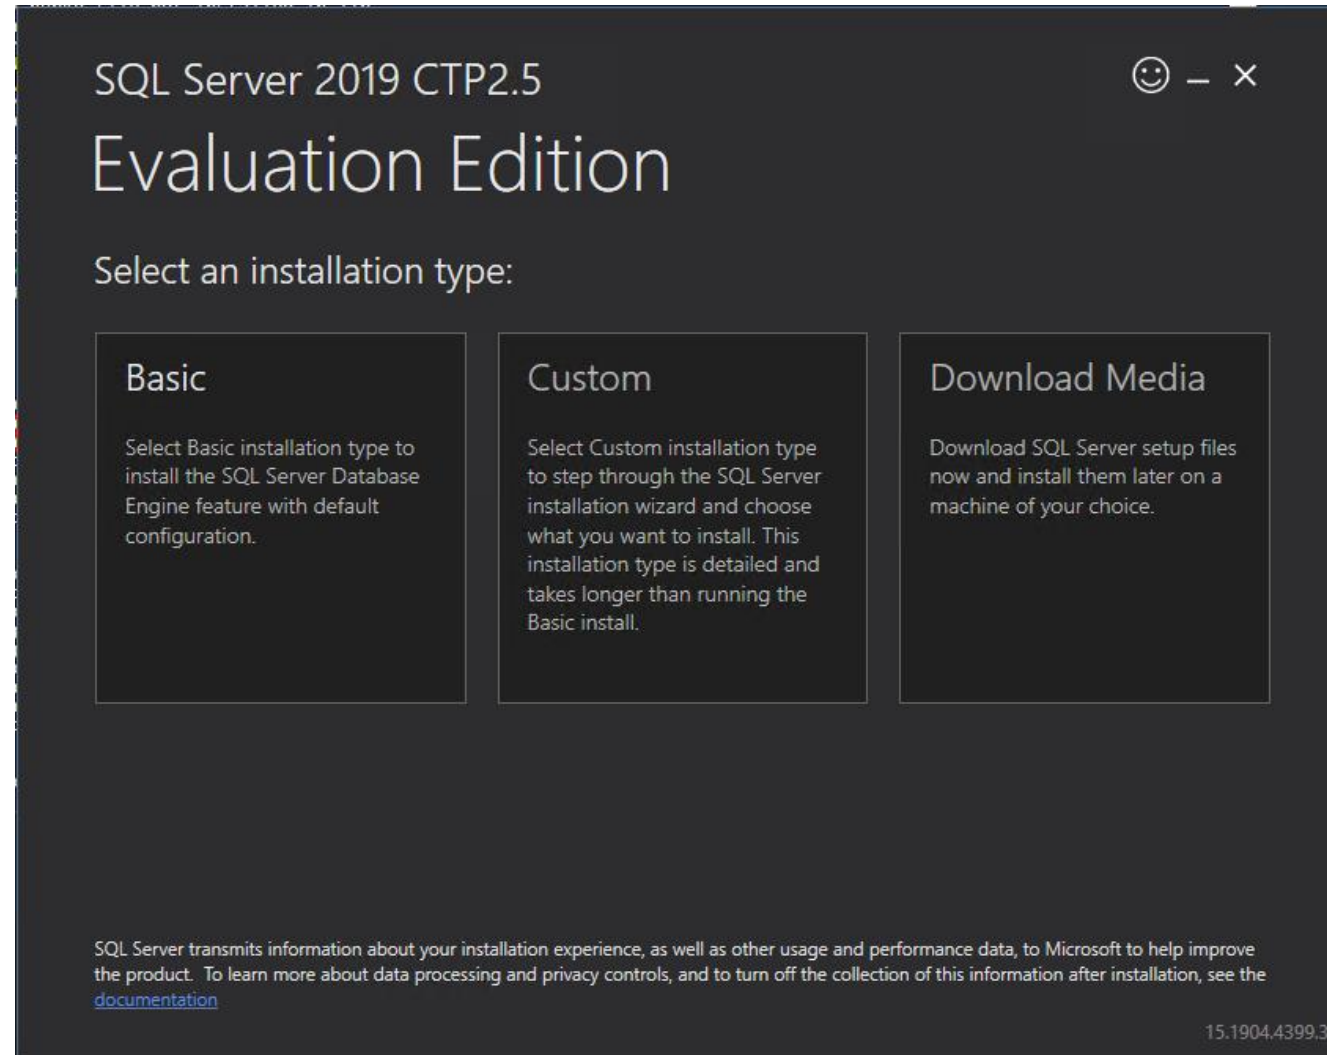 SQL Server 2019 CTP2.5
Evaluation Edition
Select an installation type:
Basic
Select Basic installation type to
install the SQL Server Database
Engine feature with default
configuration.
Custom
Select Custom installation type
to step through the SQL Server
installation wizard and choose
what you want to install. This
installation type is detailed and
takes longer than running the
Basic install.
Download Media
Download SQL Server setup files
now and install them later on a
machine of your choice.
SQL Server transmits information about your installation experience, as well as other usage and performance data, to Microsoft to help improve
the product.  To learn more about data processing and privacy controls, and to turn off the collection of this information after installation, see the
documentation
15.1904.4399.3